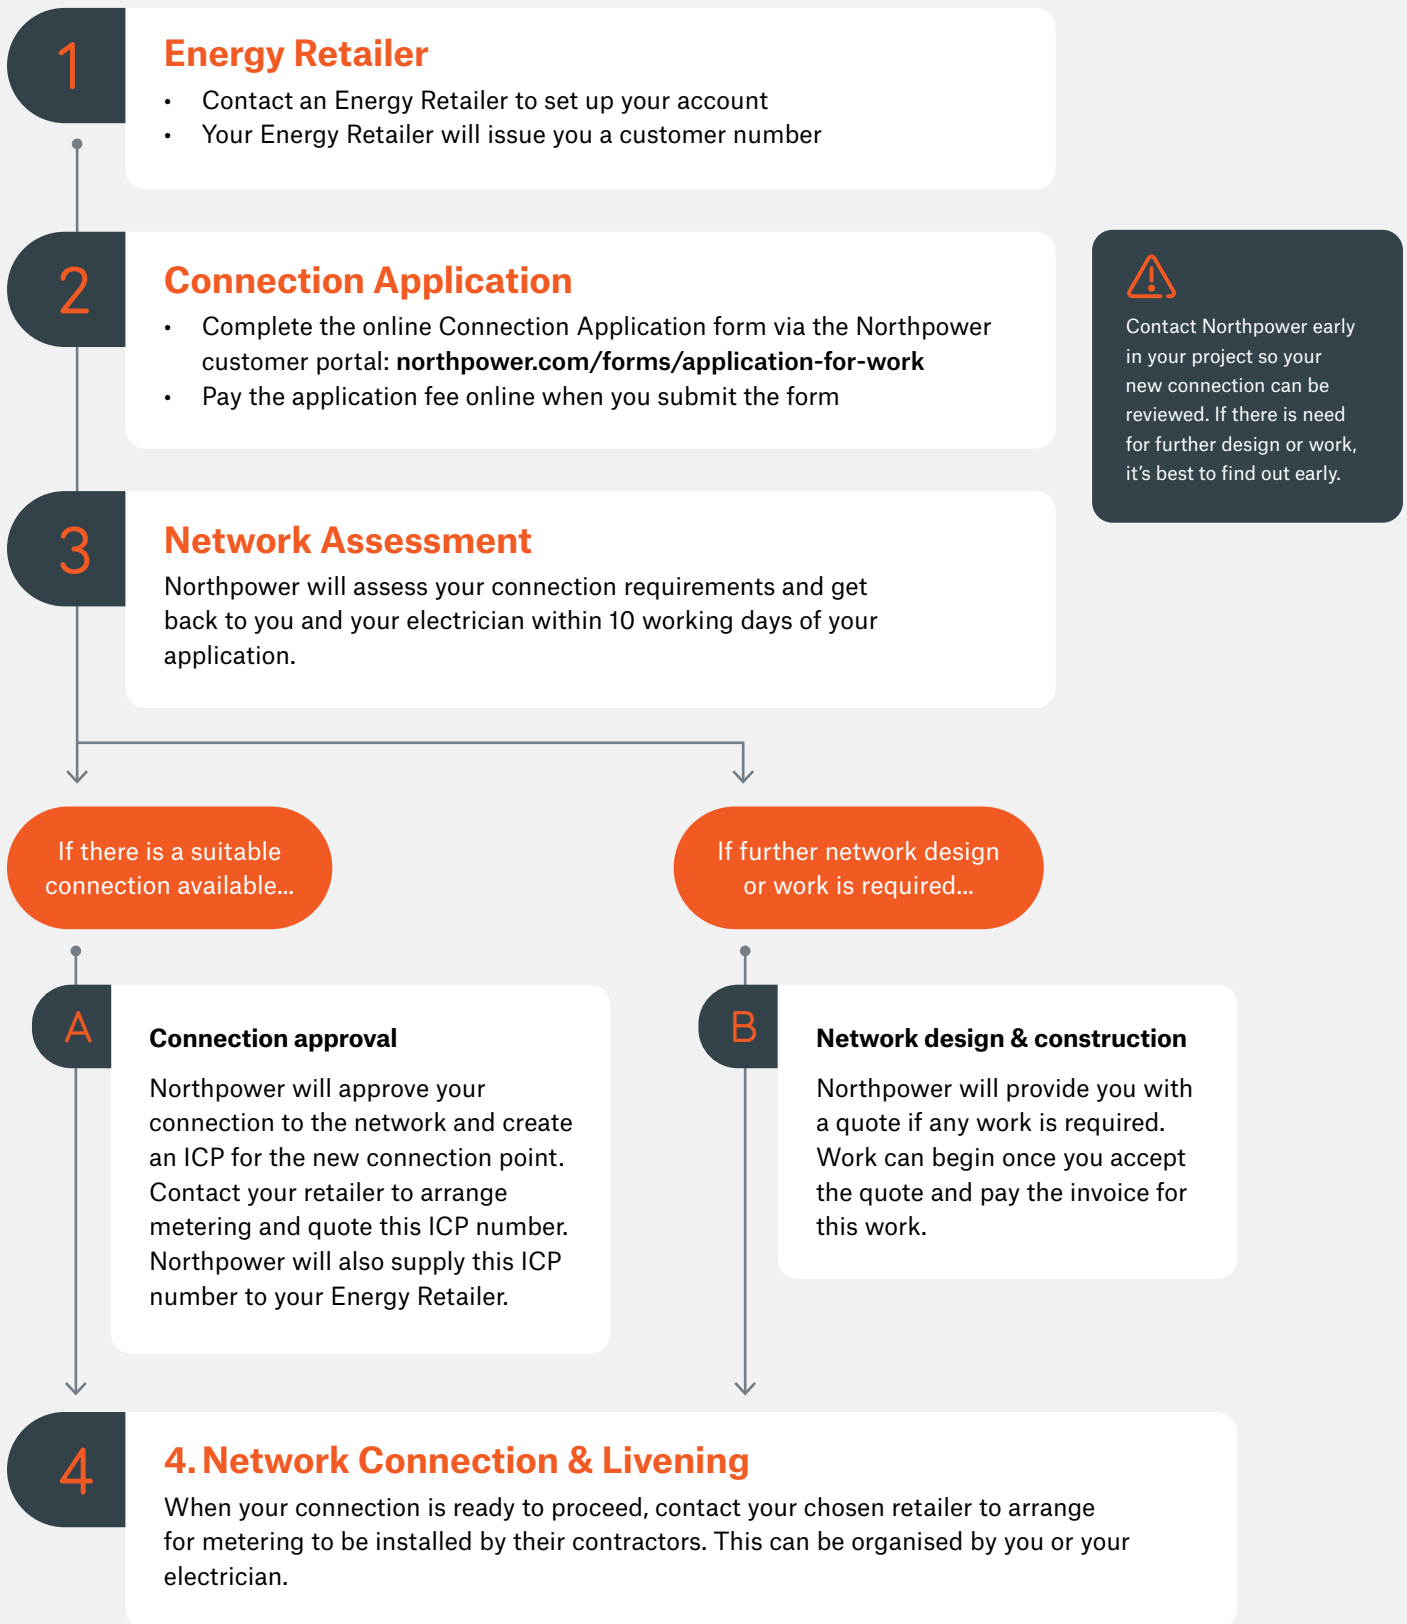 1
Energy Retailer
• Contact an Energy Retailer to set up your account
• Your Energy Retailer will issue you a customer number
2
Connection Application
• Complete the online Connection Application form via the Northpower
customer portal: northpower.com/forms/application-for-work
• Pay the application fee online when you submit the form
Contact Northpower early
in your project so your
new connection can be
reviewed. If there is need
for further design or work,
it's best to find out early.
3
Network Assessment
Northpower will assess your connection requirements and get
back to you and your electrician within 10 working days of your
application.
If there is a suitable
connection available...
If further network design
or work is required...
A
Connection approval
Northpower will approve your
connection to the network and create
an ICP for the new connection point.
Contact your retailer to arrange
metering and quote this ICP number.
Northpower will also supply this ICP
number to your Energy Retailer.
B
Network design & construction
Northpower will provide you with
a quote if any work is required.
Work can begin once you accept
the quote and pay the invoice for
this work.
4
4. Network Connection & Livening
When your connection is ready to proceed, contact your chosen retailer to arrange
for metering to be installed by their contractors. This can be organised by you or your
electrician.